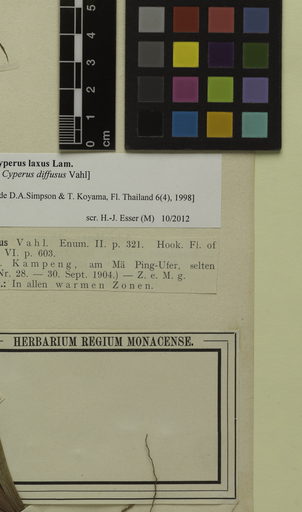 5
4
3
2
1
0
cm
yperus laxus Lam.
Cyperus diffusus Vahl]
de D.A.Simpson & T. Koyama, Fl. Thailand 6(4), 1998]
scr. H.-J. Esser (M) 10/2012
us Vahl. Enum. II. p. 321. Hook. Fl. of
VI. p. 603.
Kampeng, am Mä Ping-Ufer, selten
Nr. 28. — 30. Sept. 1904.) — Z. e. M. g.
.: In allen warmen Zonen.
HERBARIUM REGIUM MONACENSE.